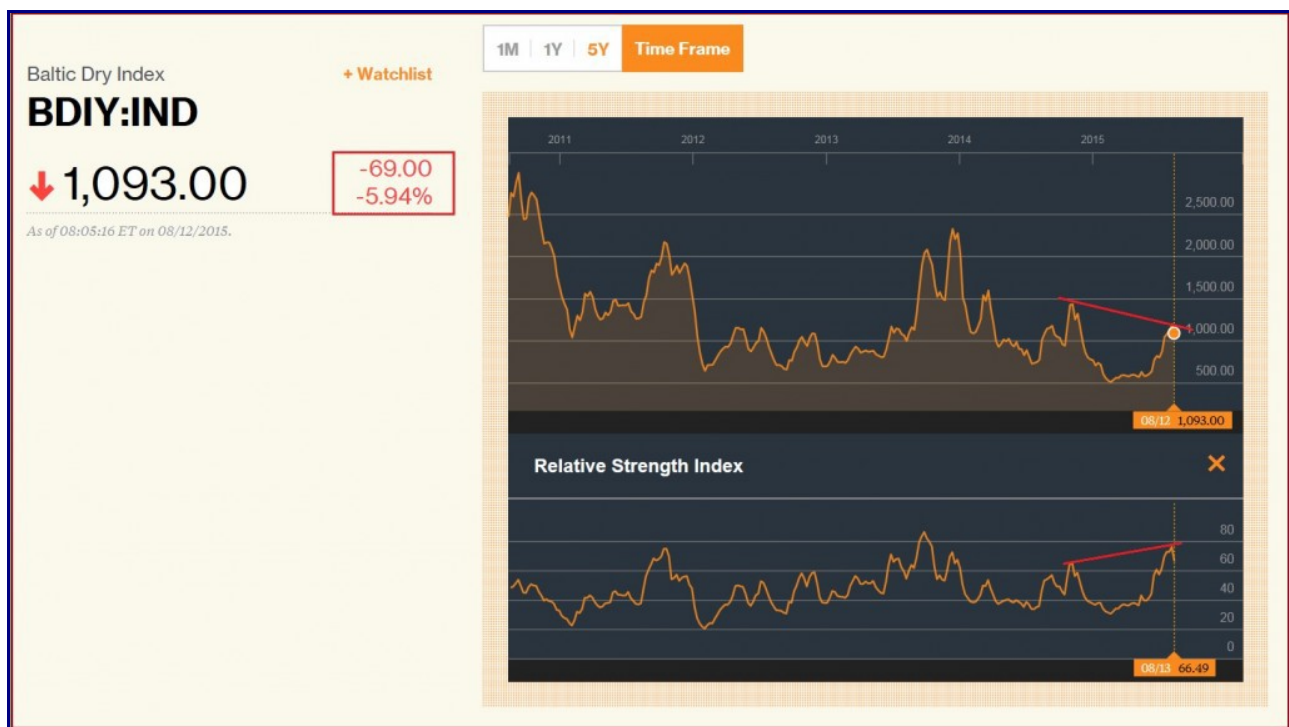 Baltic Dry Index
+ Watchlist
BDIY:IND
1,093.00
-69.00
-5.94%
As of 08:05:16 ET on 08/12/2015.
1M 1Y 5Y Time Frame
2011 2012 2013 2014 2015
2,500.00
2,000.00
1,500.00
1,000.00
500.00
08/12 1,093.00
Relative Strength Index
80
60
40
20
0
08/13 66.49